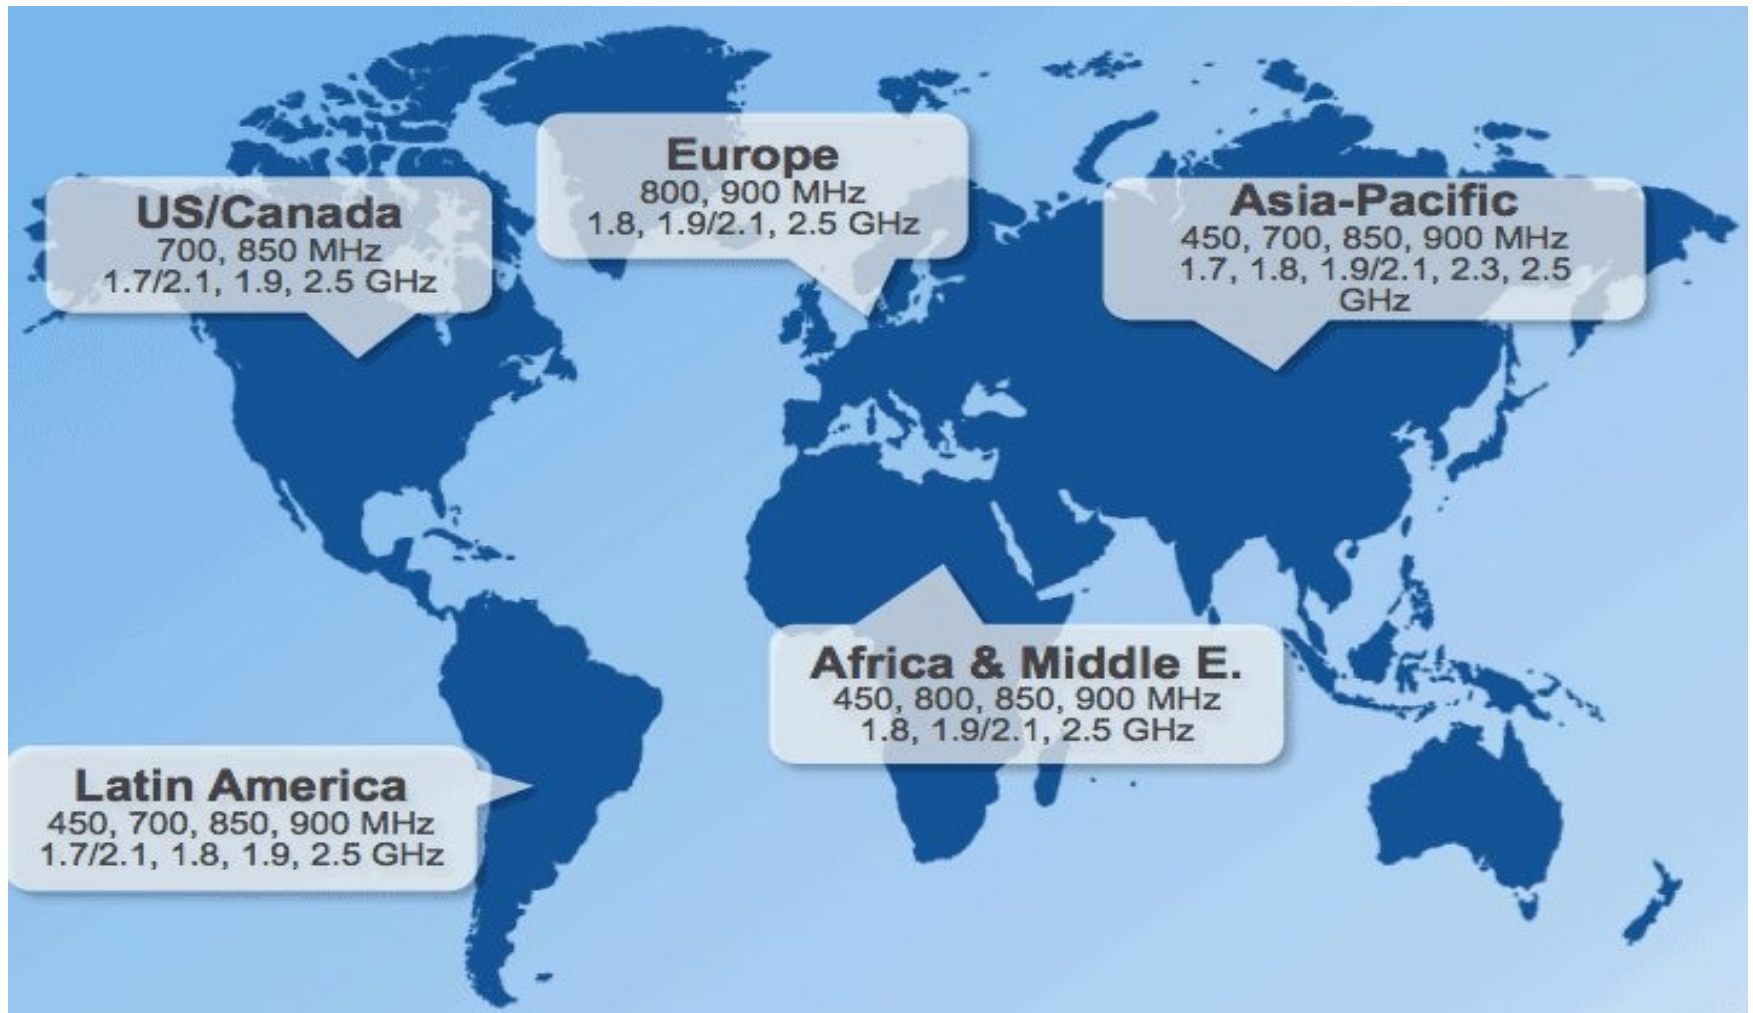 US/Canada
700, 850 MHz
1.7/2.1, 1.9, 2.5 GHz
Europe
800, 900 MHz
1.8, 1.9/2.1, 2.5 GHz
Asia-Pacific
450, 700, 850, 900 MHz
1.7, 1.8, 1.9/2.1, 2.3, 2.5
GHz
Africa & Middle E.
450, 800, 850, 900 MHz
1.8, 1.9/2.1, 2.5 GHz
Latin America
450, 700, 850, 900 MHz
1.7/2.1, 1.8, 1.9, 2.5 GHz